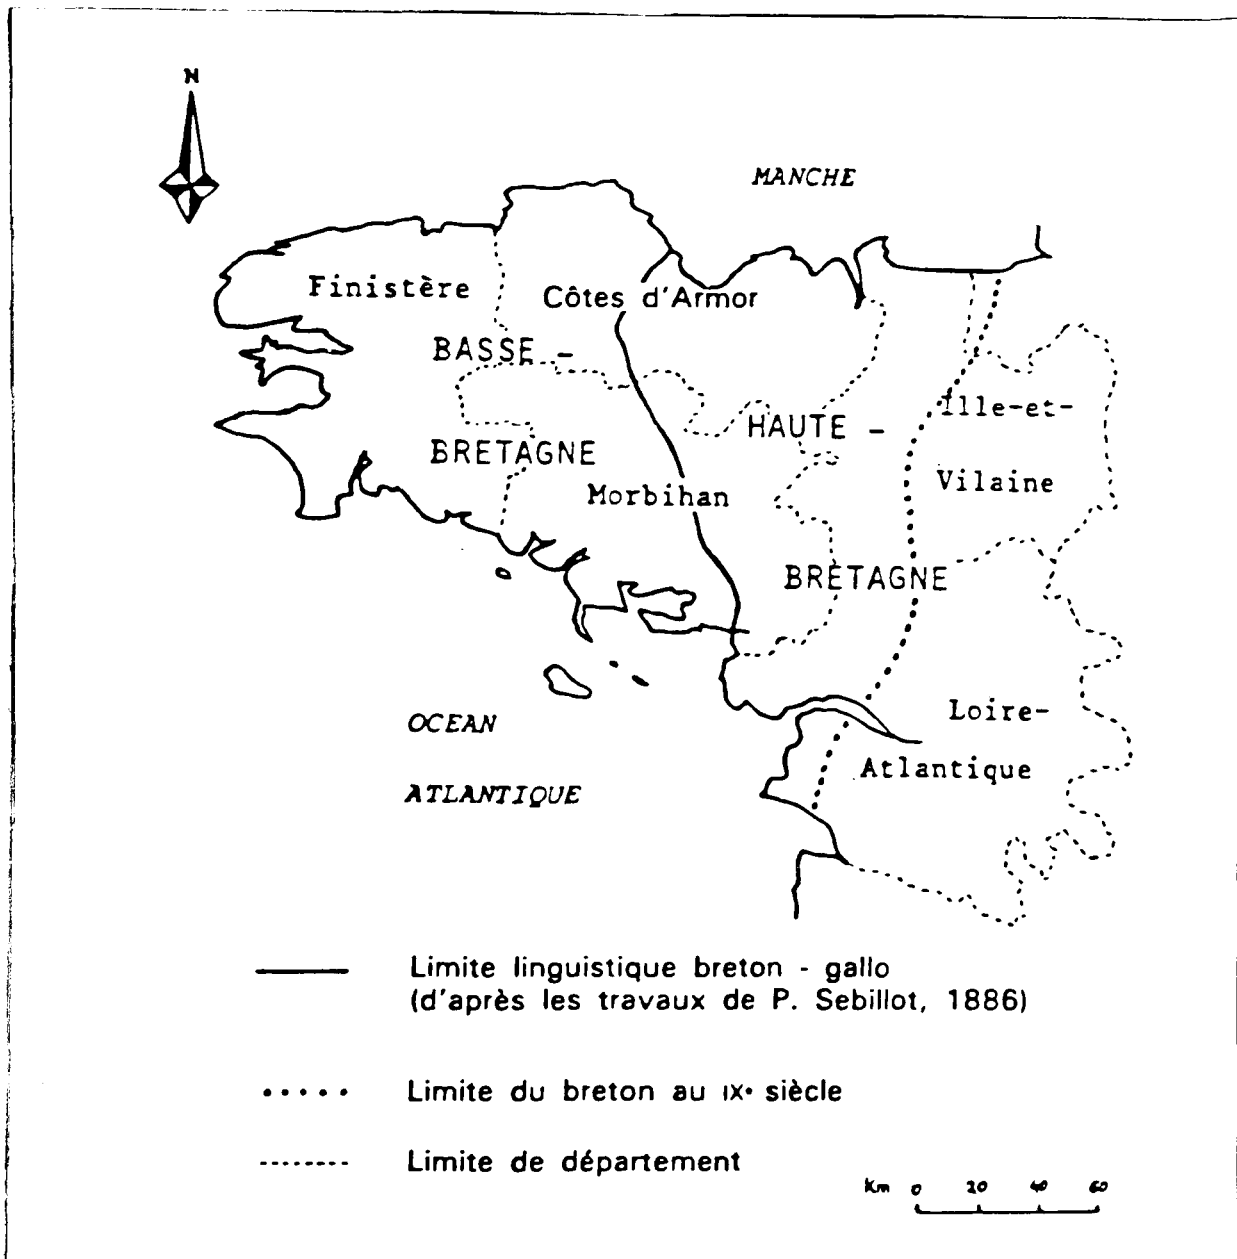 N
MANCHE
Finistère
Côtes d'Armor
BASSE -
Ille-et-
HAUTE -
BRETAGNE
Vilaine
Morbihan
BRETAGNE
Loire-
OCEAN
Atlantique
ATLANTIQUE
Limite linguistique breton - gallo
(d'après les travaux de P. Sebillot, 1886)
Limite du breton au IXe siècle
Limite de département
Km 0 20 40 60